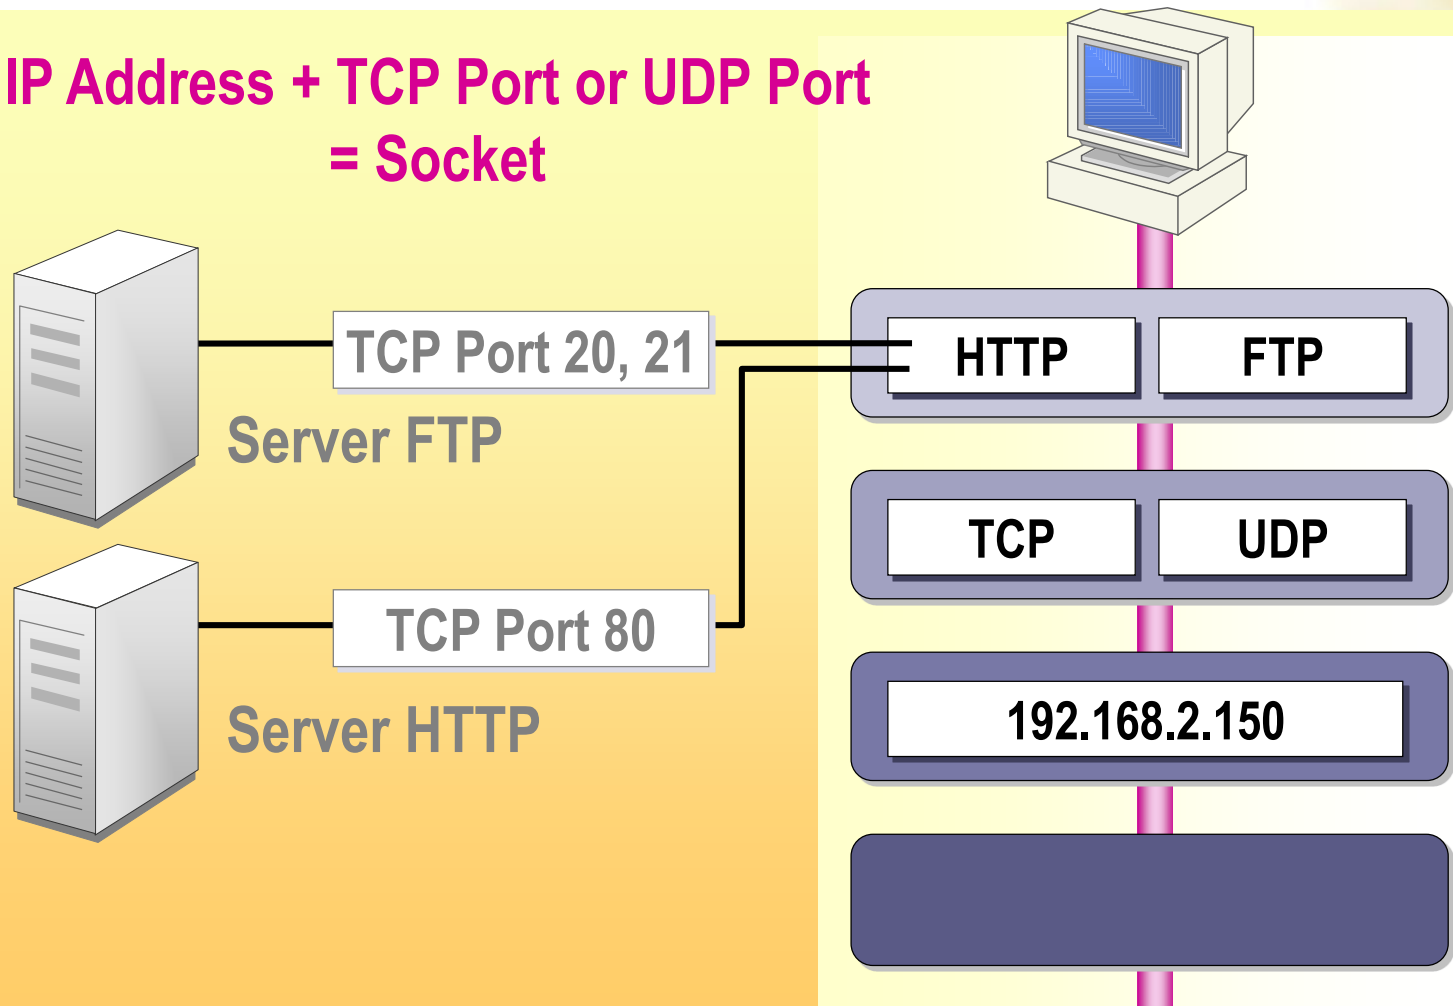 IP Address + TCP Port or UDP Port
= Socket
TCP Port 20, 21
Server FTP
TCP Port 80
Server HTTP
HTTP
FTP
TCP
UDP
192.168.2.150